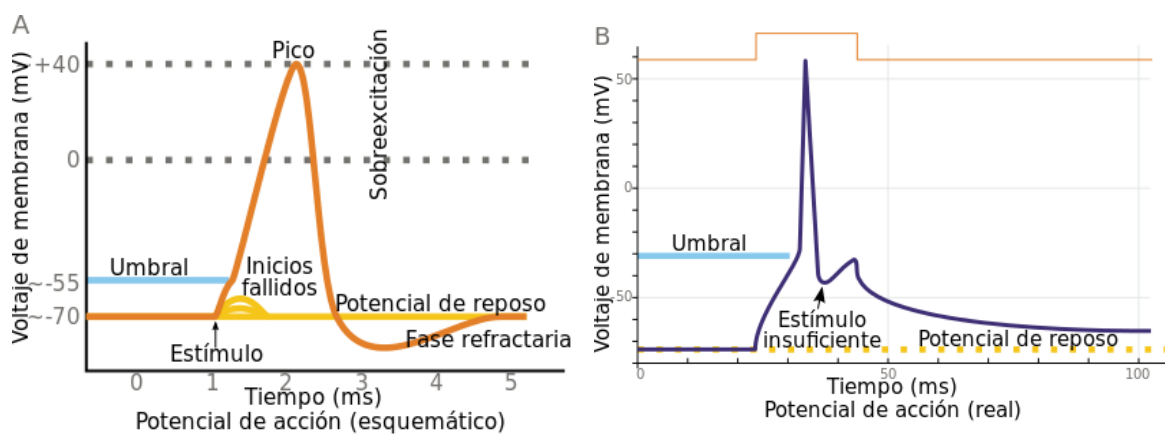 A
Voltaje de membrana (mV)
+40
0
~-55
~-70
Pico
Sobreexcitación
Umbral
Inicios
fallidos
Potencial de reposo
Fase refractaria
Estímulo
0 1 2 3 4 5
Tiempo (ms)
Potencial de acción (esquemático)
B
Voltaje de membrana (mV)
50
0
-50
Umbral
Estímulo
insuficiente
Potencial de reposo
0 50 100
Tiempo (ms)
Potencial de acción (real)